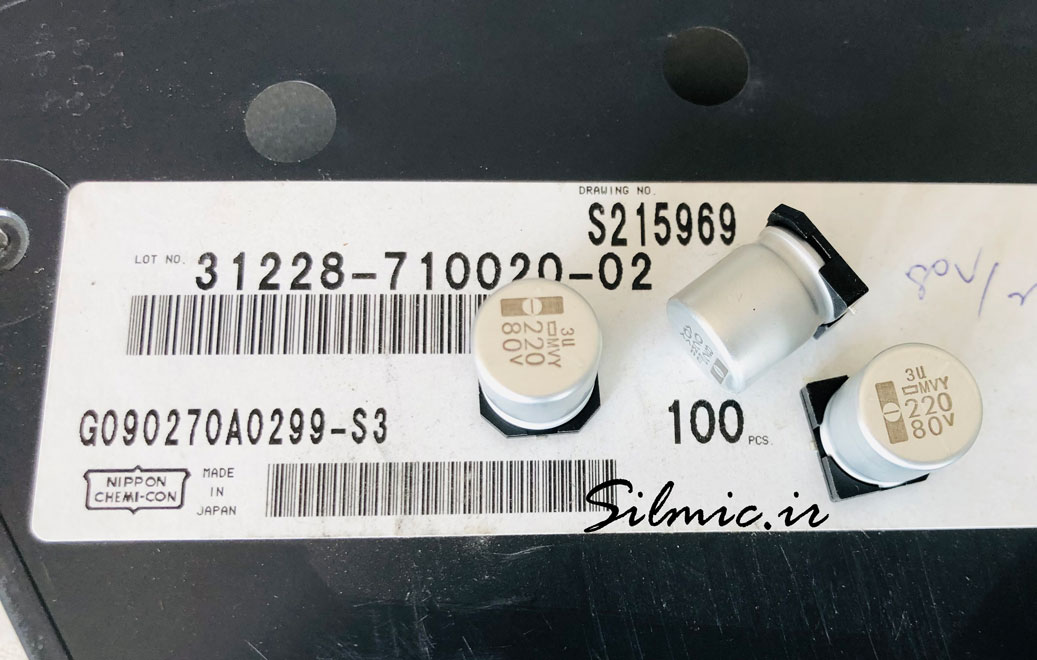 DRAWING NO.
S215969
LOT NO. 31228-710020-02
G090270A0299-S3
100 PCS.
NIPPON
CHEMI-CON
MADE
IN
JAPAN
3U
MVY
220
80V
3U
MVY
220
80V
80V/
Silmic.ir